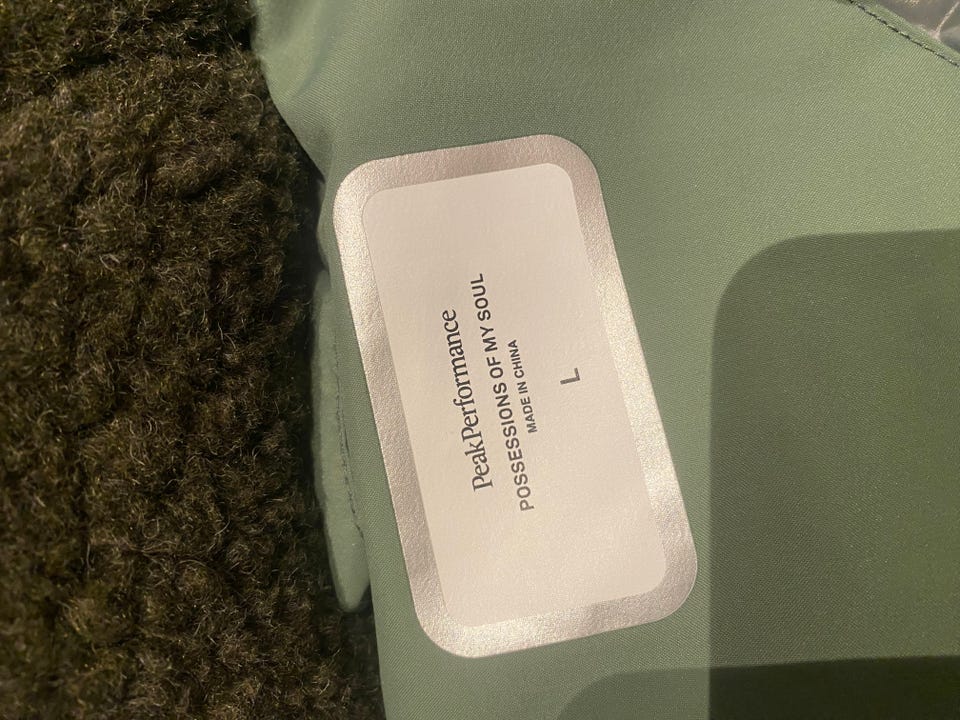 PeakPerformance
POSSESSIONS OF MY SOUL
MADE IN CHINA
L